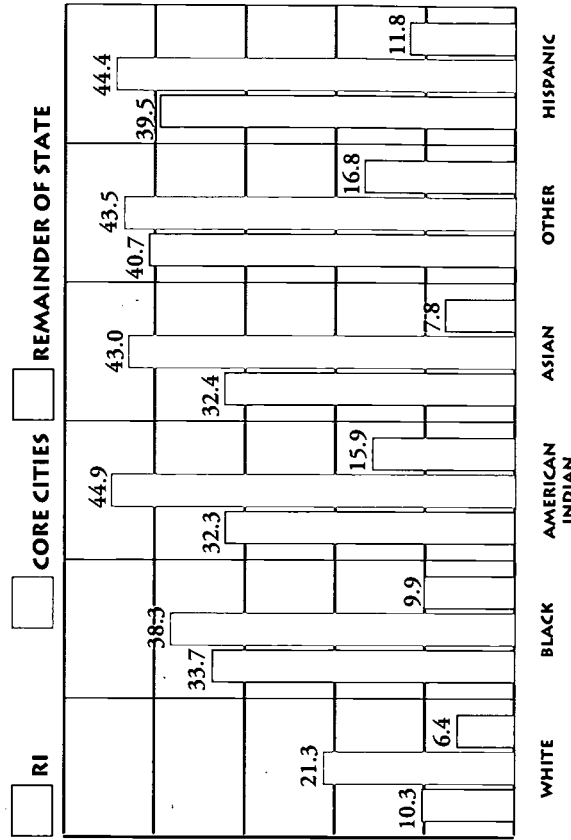 RI CORE CITIES REMAINDER OF STATE
10.3 21.3 6.4
33.7 38.3 9.9
32.3 44.9 15.9
32.4 43.0 7.8
40.7 43.5 16.8
39.5 44.4 11.8
WHITE BLACK AMERICAN INDIAN ASIAN OTHER HISPANIC